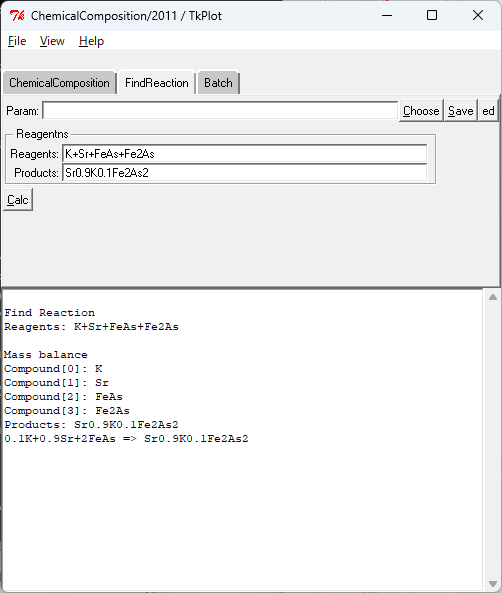 ChemicalComposition/2011 / TkPlot
File View Help
ChemicalComposition FindReaction Batch
Param: Choose Save ed
Reagentns
Reagents: K+Sr+FeAs+Fe2As
Products: Sr0.9K0.1Fe2As2
Calc
Find Reaction
Reagents: K+Sr+FeAs+Fe2As
Mass balance
Compound[0]: K
Compound[1]: Sr
Compound[2]: FeAs
Compound[3]: Fe2As
Products: Sr0.9K0.1Fe2As2
0.1K+0.9Sr+2FeAs => Sr0.9K0.1Fe2As2